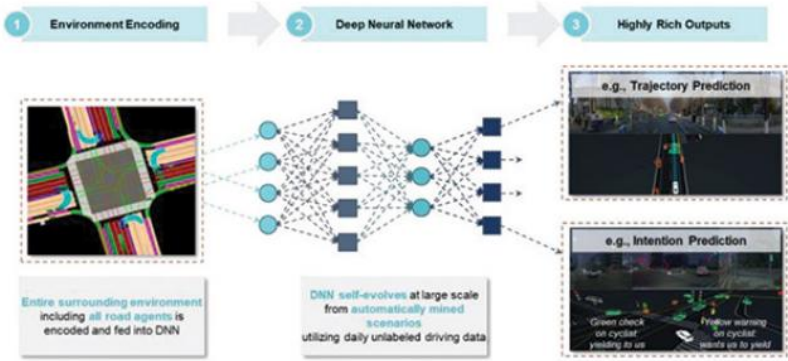 1
Environment Encoding
2
Deep Neural Network
3
Highly Rich Outputs
Entire surrounding environment
including all road agents is
encoded and fed into DNN
DNN self-evolves at large scale
from automatically mined
scenarios
utilizing daily unlabeled driving data
e.g., Trajectory Prediction
e.g., Intention Prediction
Green check
on cyclist:
yielding to us
Yellow warning
on cyclist:
wants us to yield